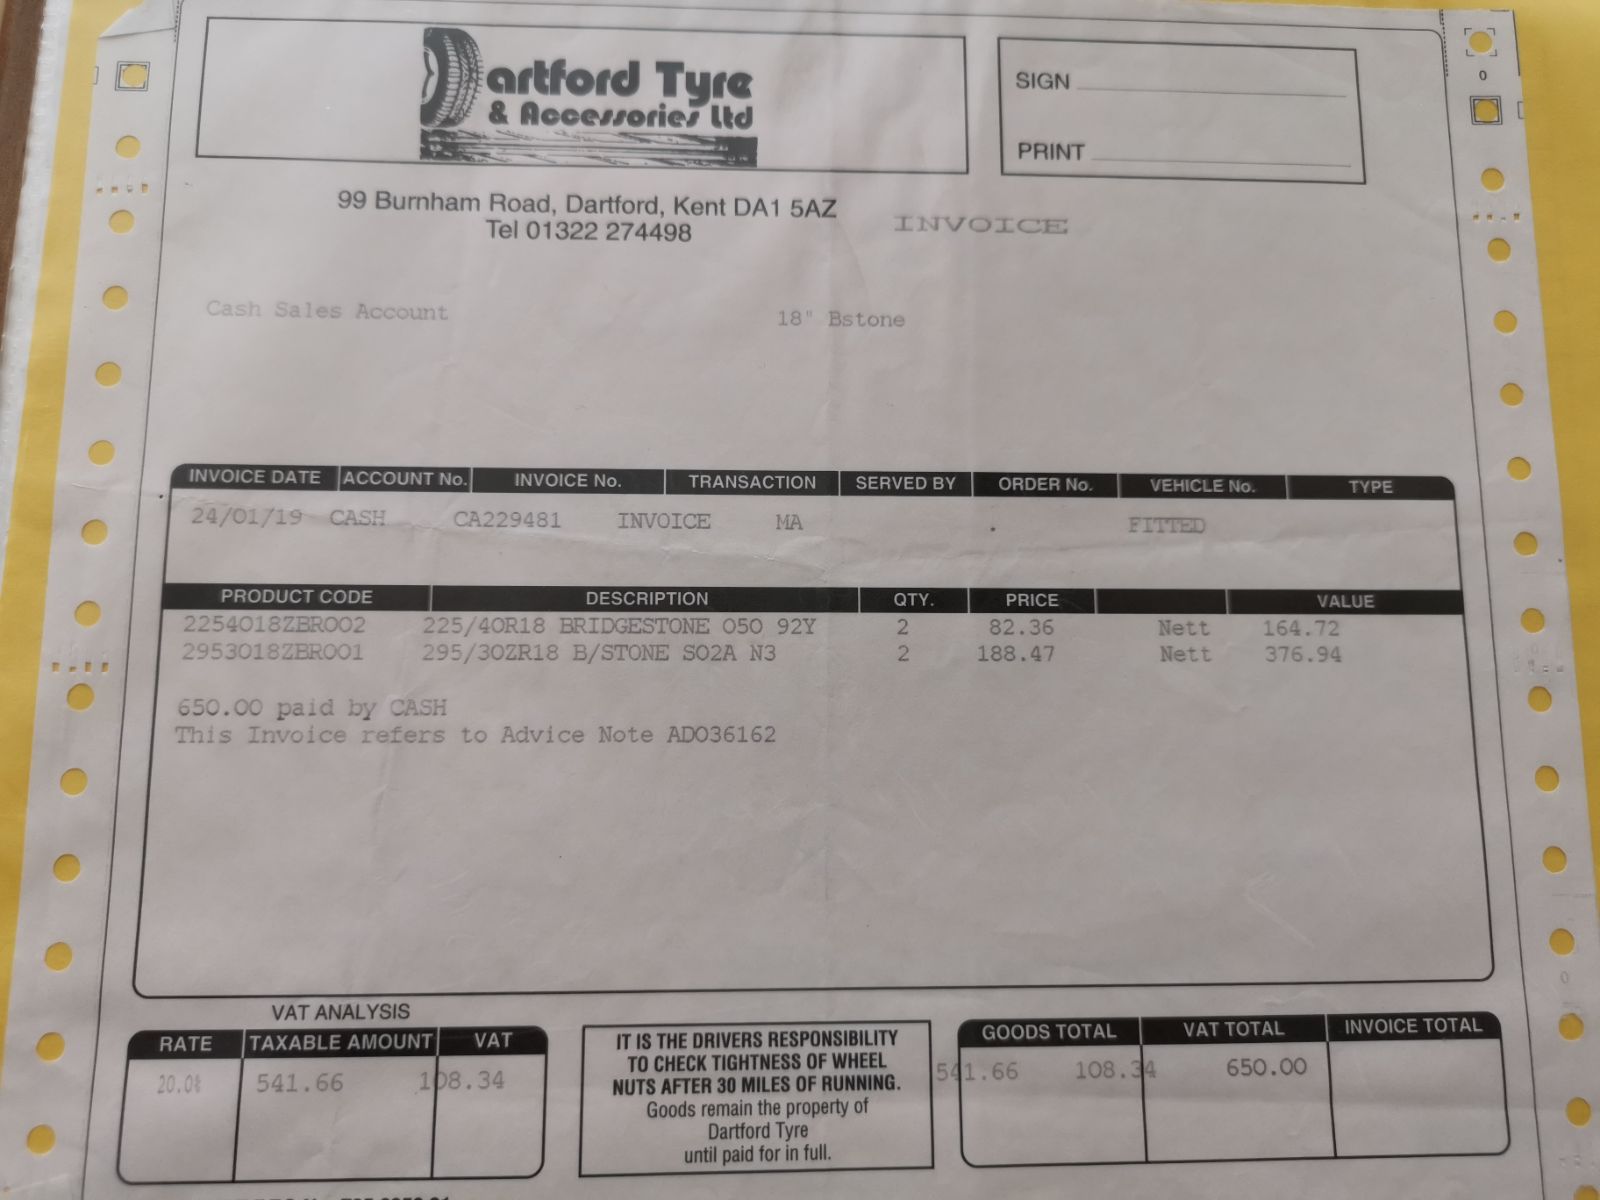 Dartford Tyre
& Accessories Ltd
SIGN
PRINT
99 Burnham Road, Dartford, Kent DA1 5AZ
Tel 01322 274498
INVOICE
Cash Sales Account 18" Bstone
INVOICE DATE ACCOUNT No. INVOICE No. TRANSACTION SERVED BY ORDER No. VEHICLE No. TYPE
24/01/19 CASH CA229481 INVOICE MA . FITTED
PRODUCT CODE DESCRIPTION QTY. PRICE VALUE
2254018ZBR002 225/40R18 BRIDGESTONE 050 92Y 2 82.36 Nett 164.72
2953018ZBR001 295/30ZR18 B/STONE S02A N3 2 188.47 Nett 376.94
650.00 paid by CASH
This Invoice refers to Advice Note AD036162
VAT ANALYSIS
RATE TAXABLE AMOUNT VAT
20.0% 541.66 108.34
IT IS THE DRIVERS RESPONSIBILITY
TO CHECK TIGHTNESS OF WHEEL
NUTS AFTER 30 MILES OF RUNNING.
Goods remain the property of
Dartford Tyre
until paid for in full.
GOODS TOTAL VAT TOTAL INVOICE TOTAL
541.66 108.34 650.00